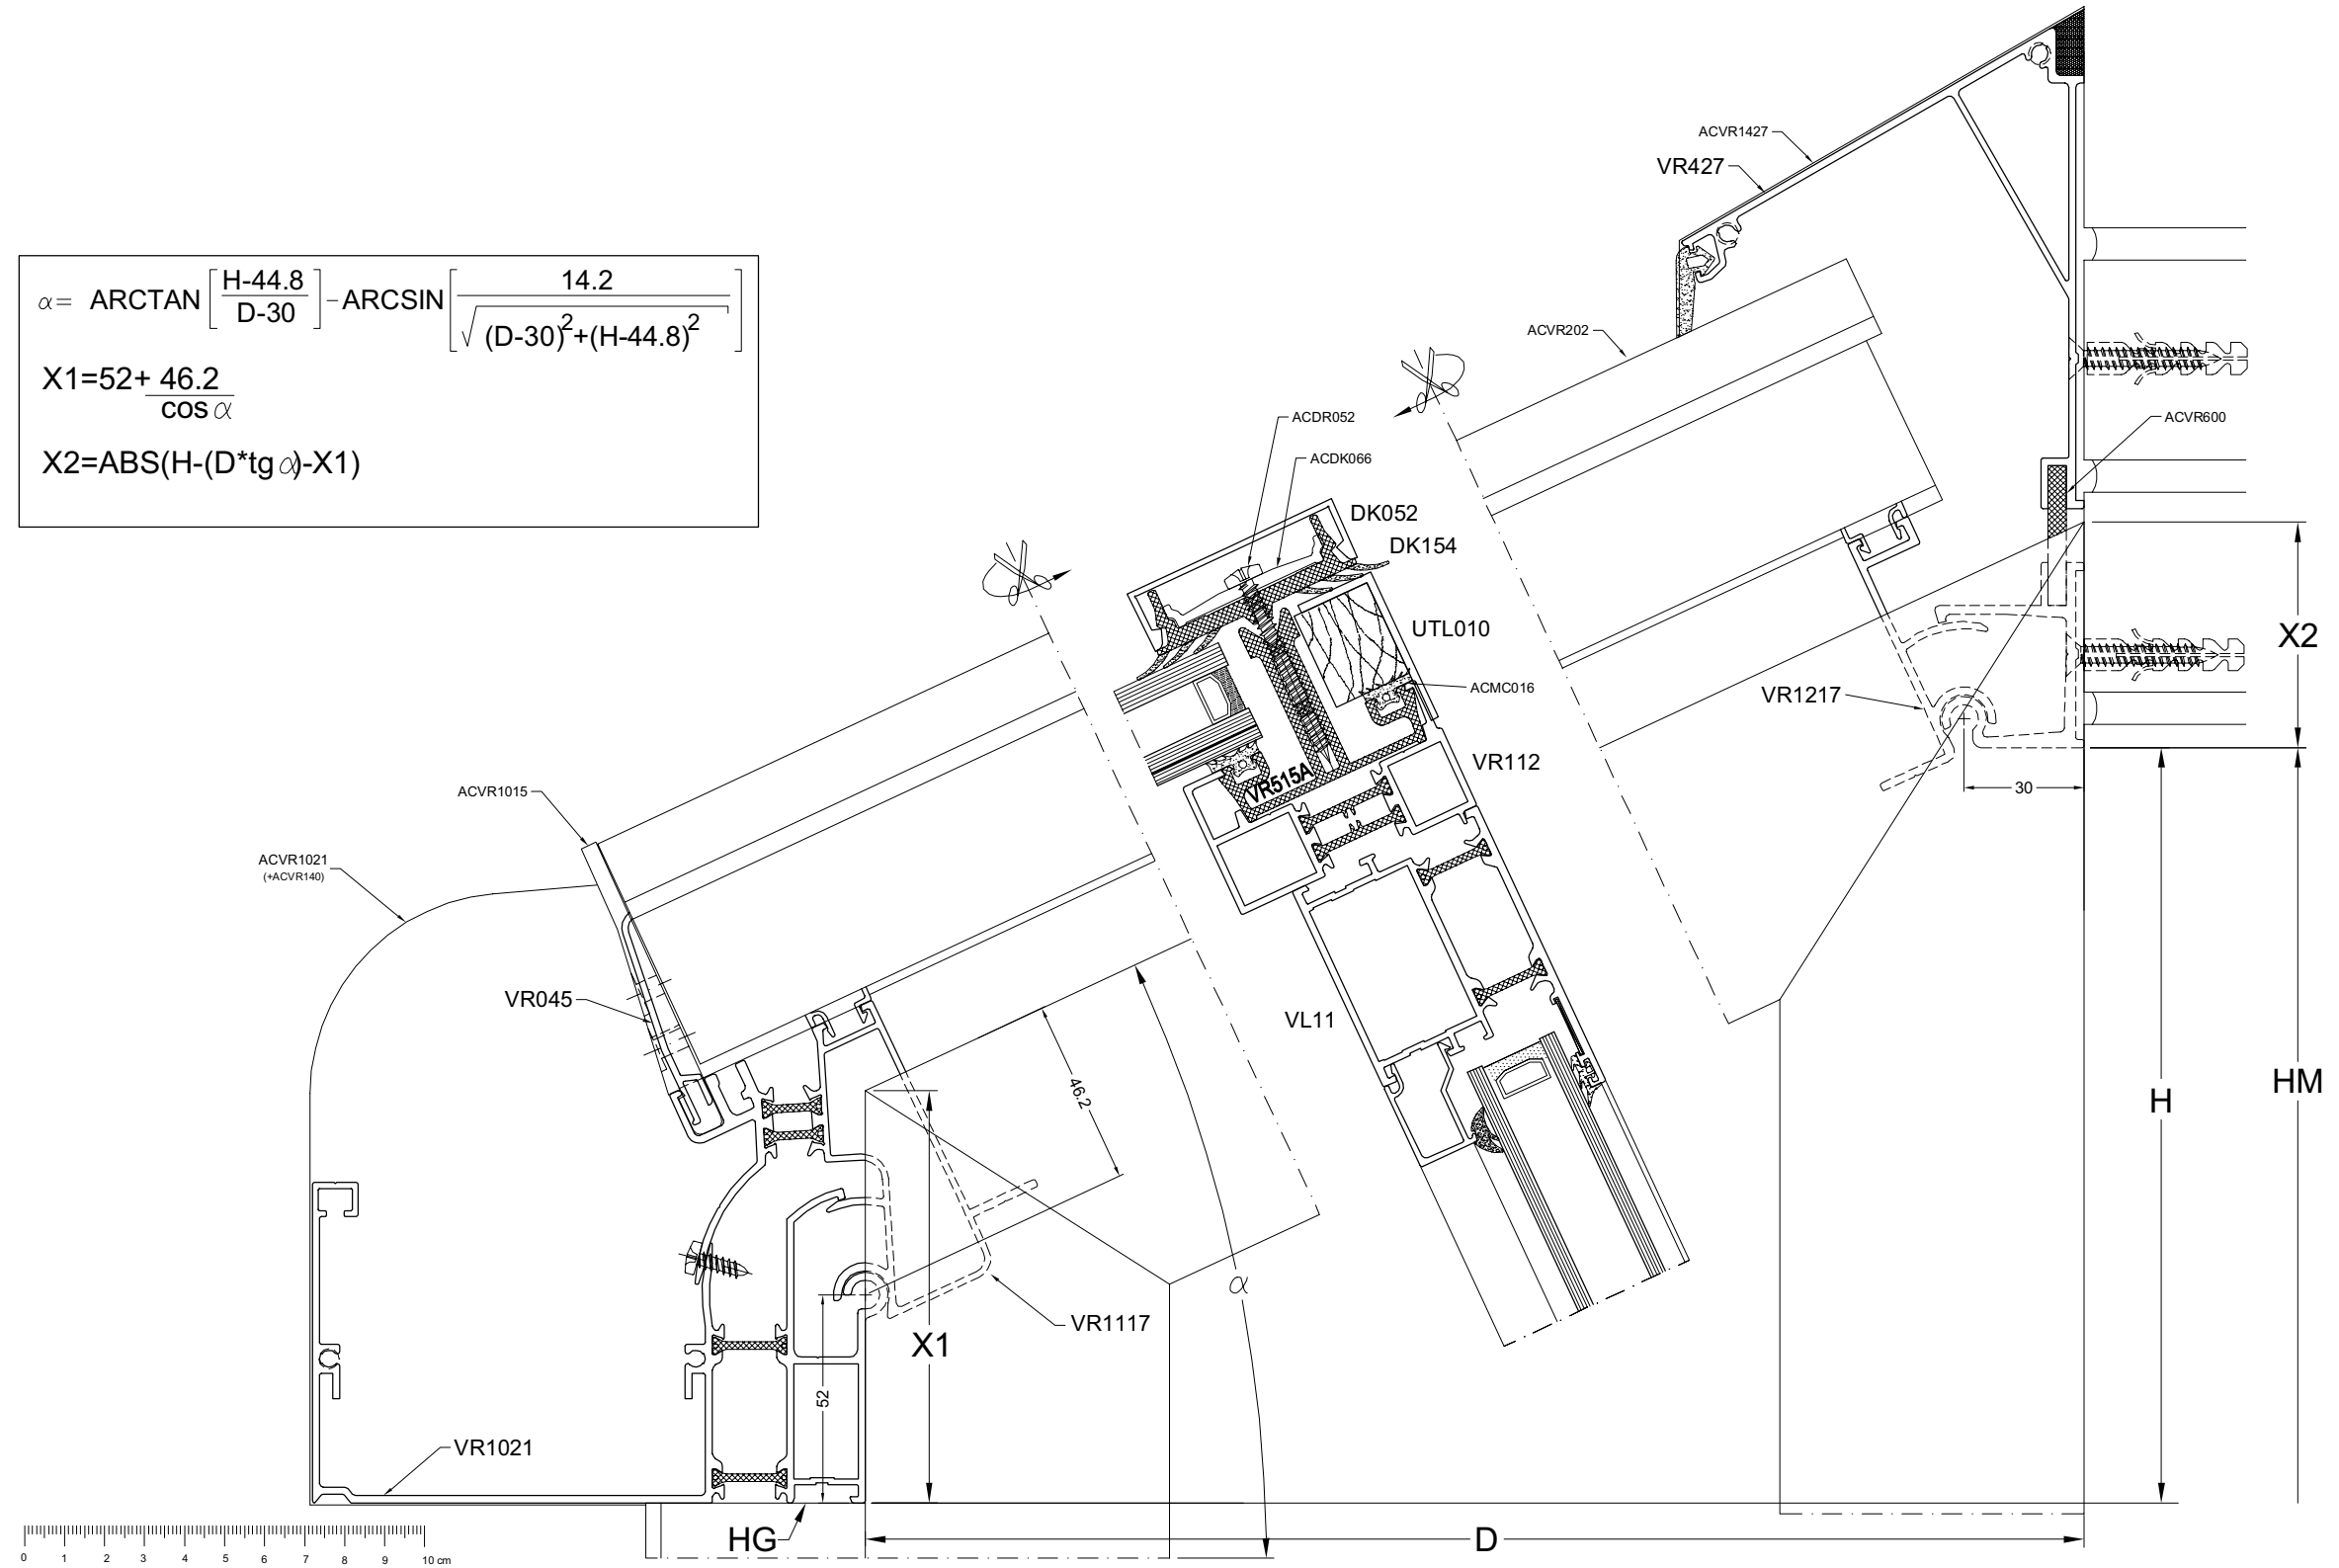 ACVR1427
VR427
α= ARCTAN [H-44.8 / D-30] - ARCSIN [14.2 / √(D-30)²+(H-44.8)²]
X1=52+ 46.2 / cos α
X2=ABS(H-(D*tg α)-X1)
ACVR202
ACDR052
ACVR600
ACDK066
DK052
DK154
UTL010
X2
ACMC016
VR1217
VR112
VR515A
30
ACVR1015
ACVR1021
(+ACVR140)
VR045
VL11
46.2
H
HM
α
VR1117
X1
52
VR1021
HG
D
0 1 2 3 4 5 6 7 8 9 10 cm